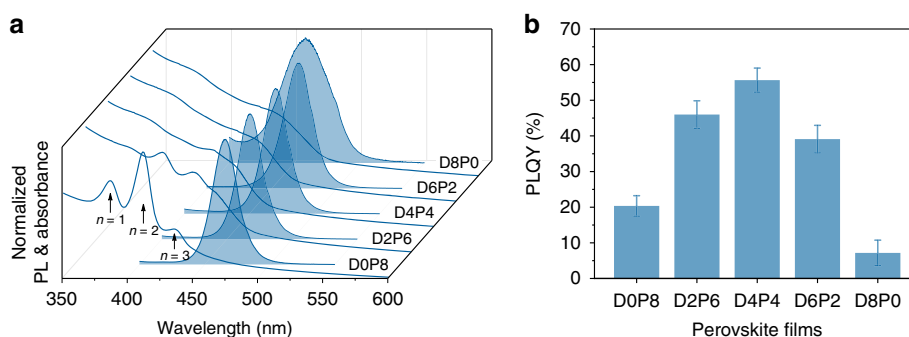 a
Normalized
PL & absorbance
n = 1
n = 2
n = 3
D8P0
D6P2
D4P4
D2P6
D0P8
350 400 450 500 550 600
Wavelength (nm)
b
PLQY (%)
70
60
50
40
30
20
10
0
D0P8 D2P6 D4P4 D6P2 D8P0
Perovskite films